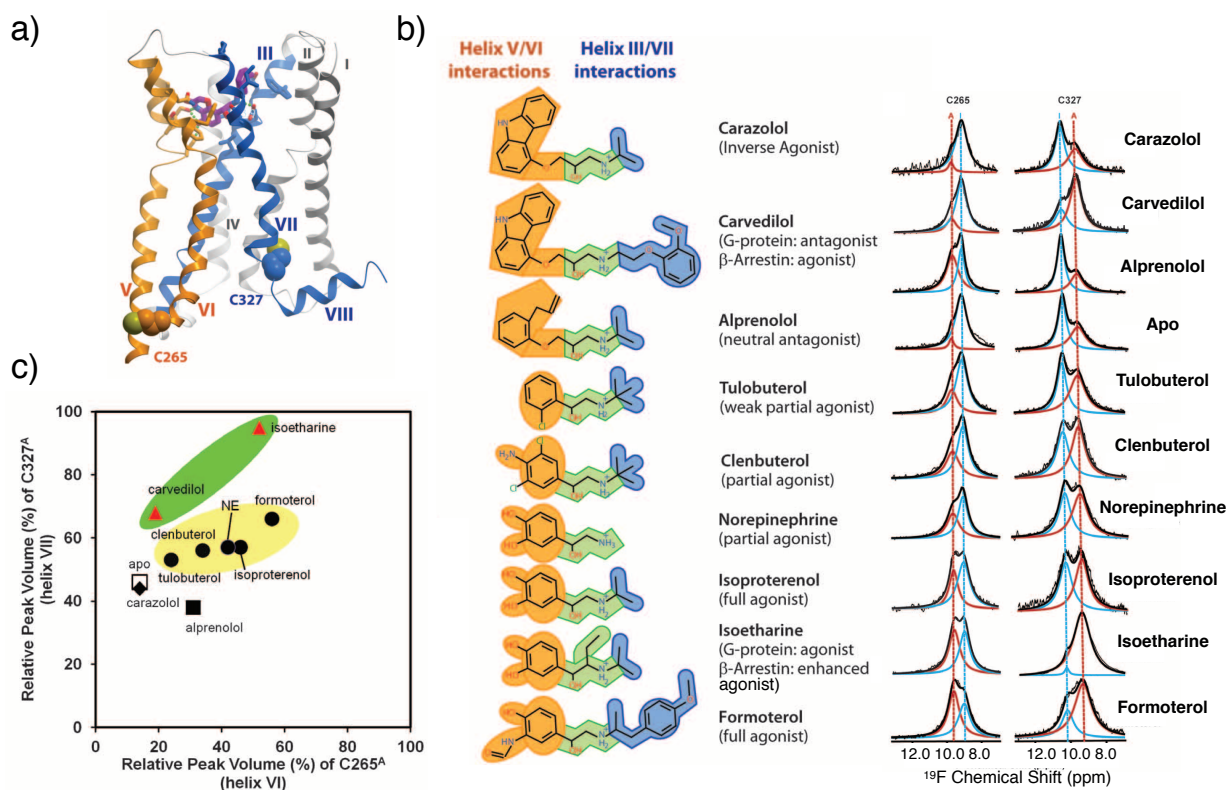 a)
III
II
I
IV
VII
V
VI
C327
VIII
C265
b)
Helix V/VI
interactions
Helix III/VII
interactions
Carazolol
(Inverse Agonist)
Carvedilol
(G-protein: antagonist
β-Arrestin: agonist)
Alprenolol
(neutral antagonist)
Tulobuterol
(weak partial agonist)
Clenbuterol
(partial agonist)
Norepinephrine
(partial agonist)
Isoproterenol
(full agonist)
Isoetharine
(G-protein: agonist
β-Arrestin: enhanced
agonist)
Formoterol
(full agonist)
C265
C327
A
I
I
A
Carazolol
Carvedilol
Alprenolol
Apo
Tulobuterol
Clenbuterol
Norepinephrine
Isoproterenol
Isoetharine
Formoterol
12.0 10.0 8.0
12.0 10.0 8.0
¹⁹F Chemical Shift (ppm)
c)
Relative Peak Volume (%) of C327ᴬ
(helix VII)
100
80
60
40
20
0
isoetharine
carvedilol
NE
formoterol
clenbuterol
apo
tulobuterol
isoproterenol
carazolol
alprenolol
0 20 40 60 80 100
Relative Peak Volume (%) of C265ᴬ
(helix VI)